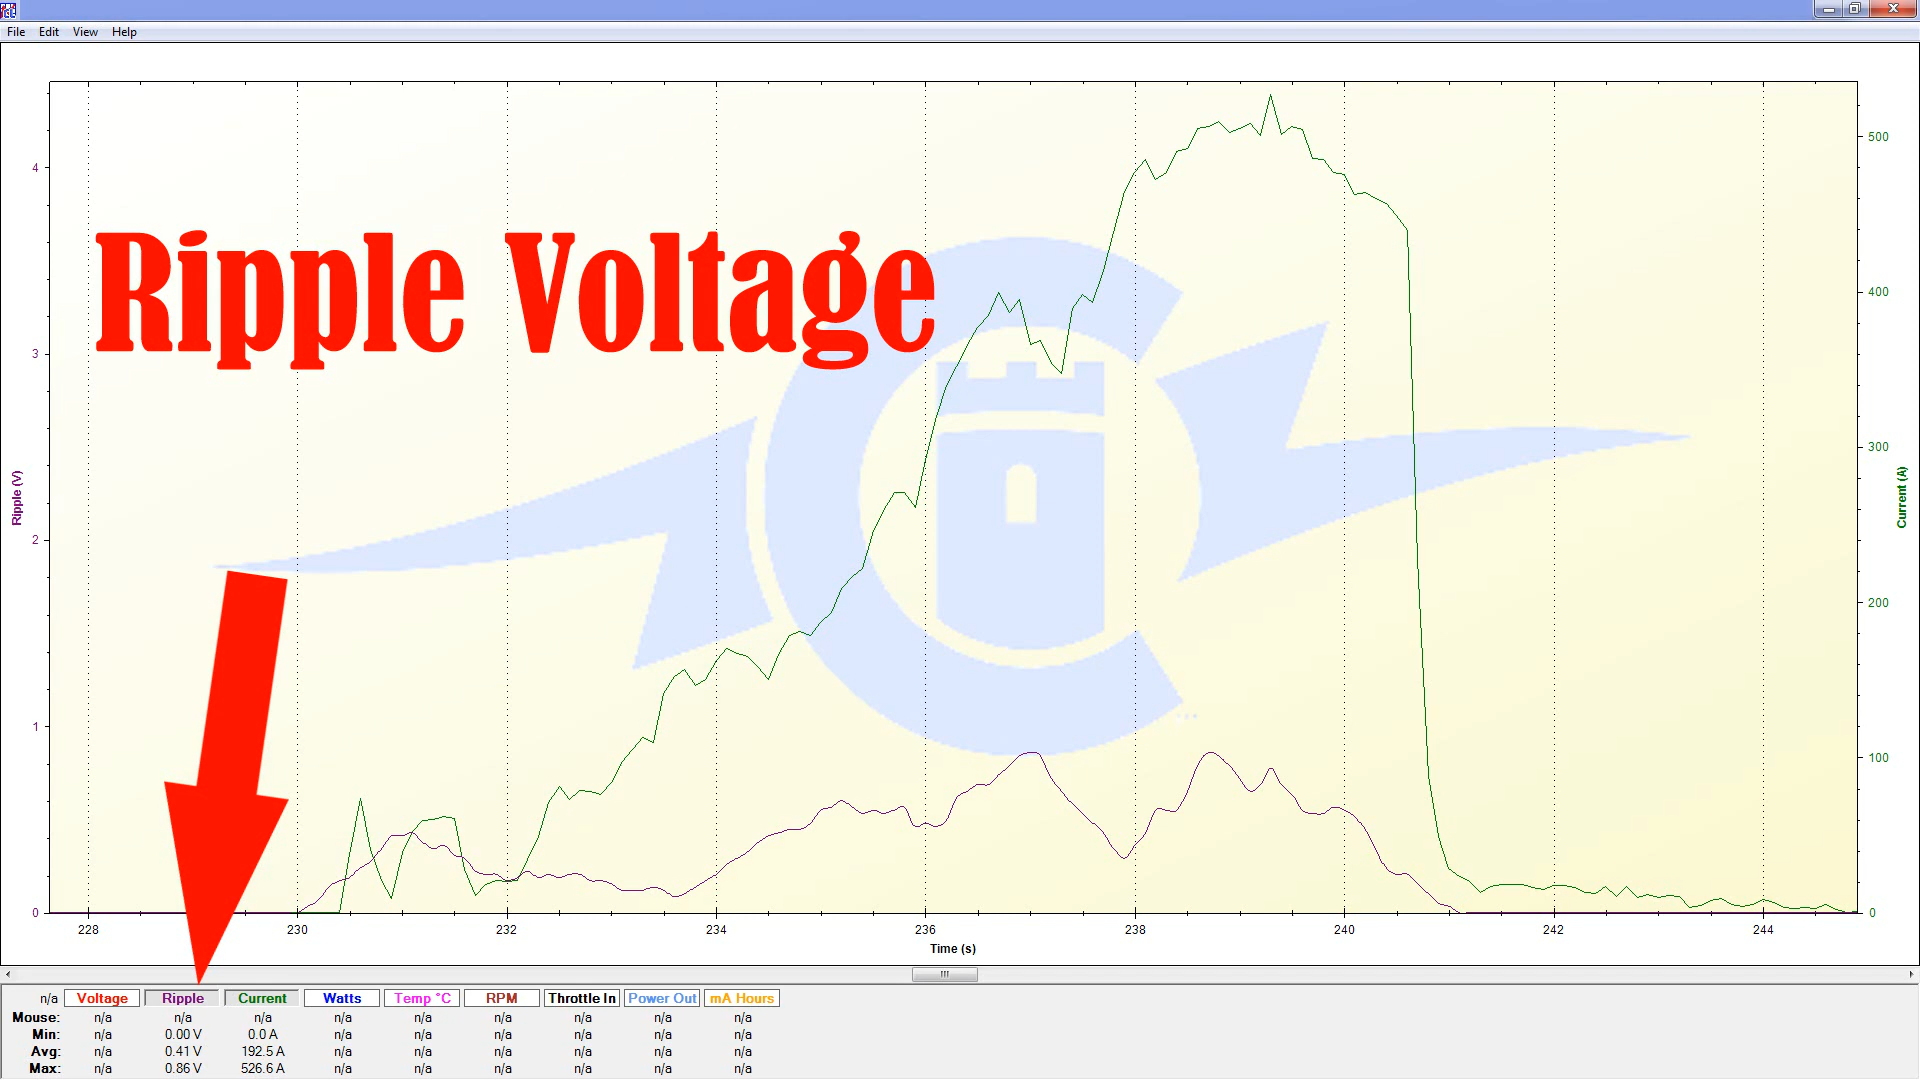 File Edit View Help
Ripple Voltage
4
3
2
1
0
Ripple (V)
500
400
300
200
100
0
Current (A)
228 230 232 234 236 238 240 242 244
Time (s)
n/a Voltage Ripple Current Watts Temp °C RPM Throttle In Power Out mA Hours
Mouse: n/a n/a n/a n/a n/a n/a n/a n/a n/a
Min: n/a 0.00 V 0.0 A n/a n/a n/a n/a n/a n/a
Avg: n/a 0.41 V 192.5 A n/a n/a n/a n/a n/a n/a
Max: n/a 0.86 V 526.6 A n/a n/a n/a n/a n/a n/a